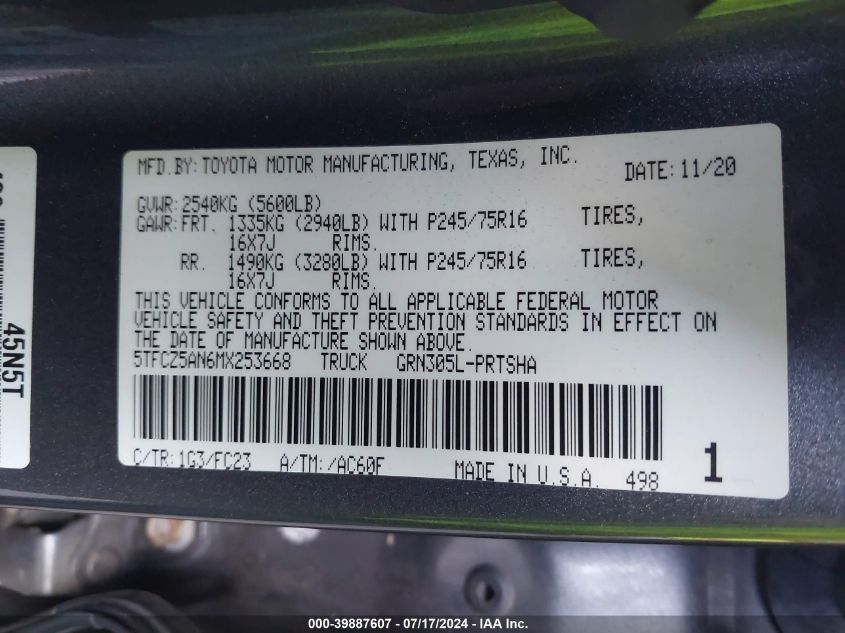 MFD.BY:TOYOTA MOTOR MANUFACTURING, TEXAS, INC.
DATE:11/20
GVWR:2540KG (5600LB)
GAWR:FRT. 1335KG (2940LB) WITH P245/75R16 TIRES,
16X7J RIMS.
RR. 1490KG (3280LB) WITH P245/75R16 TIRES,
16X7J RIMS.
THIS VEHICLE CONFORMS TO ALL APPLICABLE FEDERAL MOTOR
VEHICLE SAFETY AND THEFT PREVENTION STANDARDS IN EFFECT ON
THE DATE OF MANUFACTURE SHOWN ABOVE.
5TFCZ5AN6MX253668 TRUCK GRN305L-PRTSHA
C/TR:1G3/FC23 A/TM:/AC60F MADE IN U.S.A. 498 1
45N5T
000-39887607 / 07/17/2024 - IAA Inc.